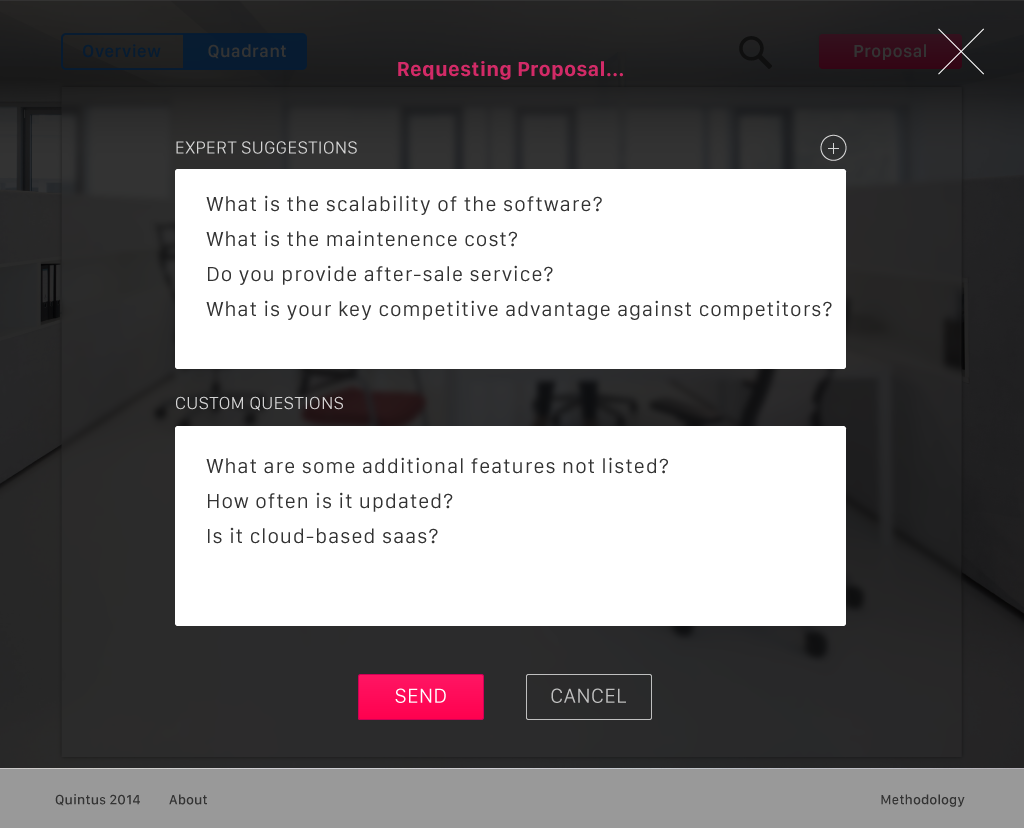 Overview
Quadrant
Proposal
Requesting Proposal...
EXPERT SUGGESTIONS
What is the scalability of the software?
What is the maintenence cost?
Do you provide after-sale service?
What is your key competitive advantage against competitors?
CUSTOM QUESTIONS
What are some additional features not listed?
How often is it updated?
Is it cloud-based saas?
SEND
CANCEL
Quintus 2014
About
Methodology